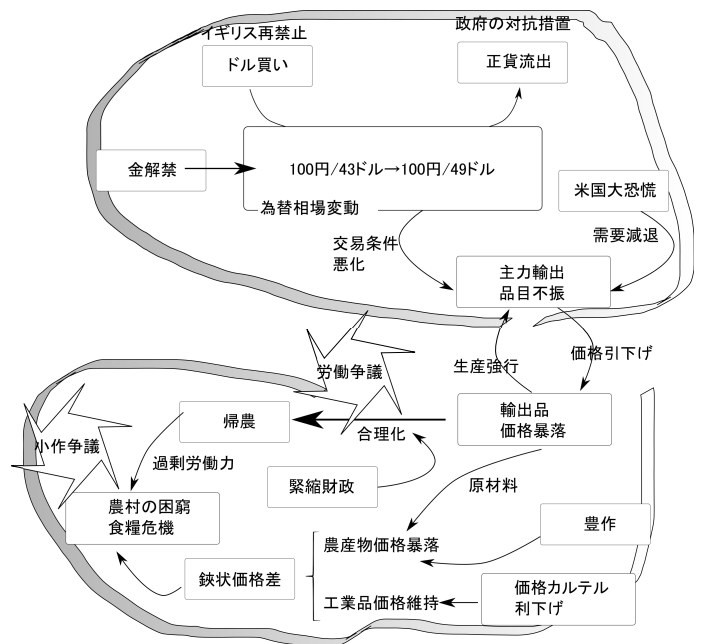 イギリス再禁止
政府の対抗措置
ドル買い
正貨流出
金解禁
100円/43ドル→100円/49ドル
為替相場変動
米国大恐慌
交易条件
悪化
需要減退
主力輸出
品目不振
労働争議
生産強行
価格引下げ
帰農
合理化
輸出品
価格暴落
小作争議
過剰労働力
緊縮財政
原材料
農村の困窮
食糧危機
農産物価格暴落
豊作
鋏状価格差
工業品価格維持
価格カルテル
利下げ